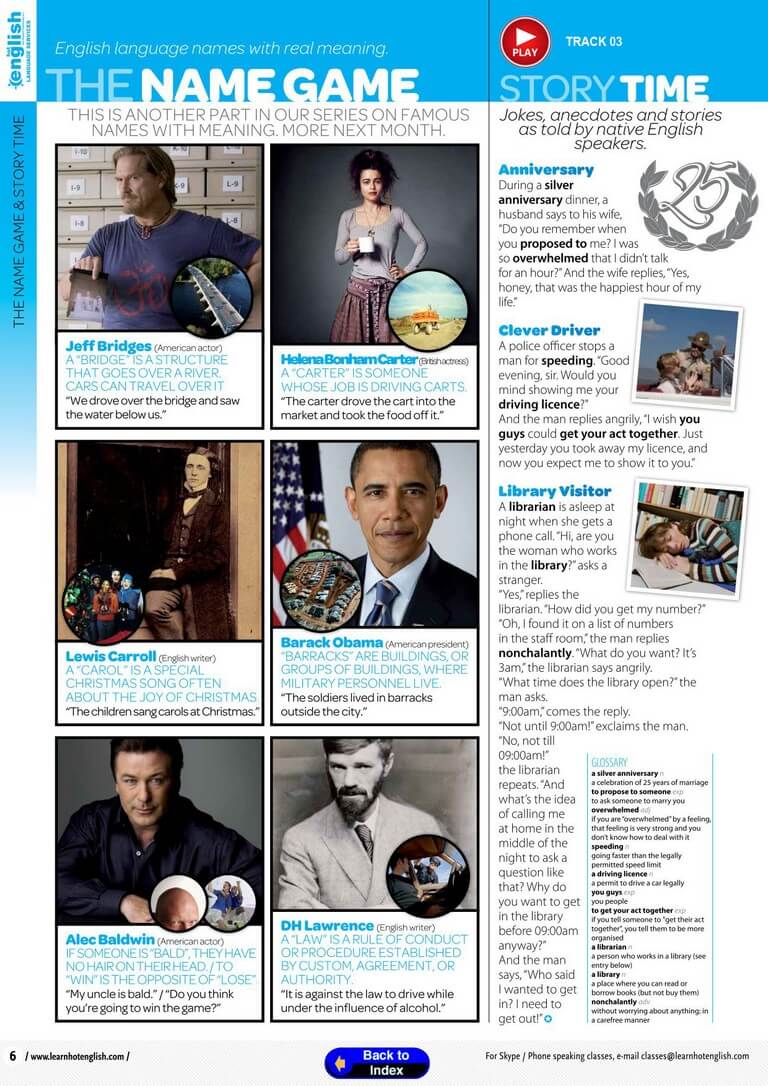 english
LANGUAGE SERVICES
THE NAME GAME & STORY TIME
English language names with real meaning.
THE NAME GAME
THIS IS ANOTHER PART IN OUR SERIES ON FAMOUS
NAMES WITH MEANING. MORE NEXT MONTH.
Jeff Bridges (American actor)
A “BRIDGE” IS A STRUCTURE
THAT GOES OVER A RIVER.
CARS CAN TRAVEL OVER IT
“We drove over the bridge and saw
the water below us.”
Helena Bonham Carter (British actress)
A “CARTER” IS SOMEONE
WHOSE JOB IS DRIVING CARTS.
“The carter drove the cart into the
market and took the food off it.”
Lewis Carroll (English writer)
A “CAROL” IS A SPECIAL
CHRISTMAS SONG OFTEN
ABOUT THE JOY OF CHRISTMAS
“The children sang carols at Christmas.”
Barack Obama (American president)
“BARRACKS” ARE BUILDINGS, OR
GROUPS OF BUILDINGS, WHERE
MILITARY PERSONNEL LIVE.
“The soldiers lived in barracks
outside the city.”
Alec Baldwin (American actor)
IF SOMEONE IS “BALD”, THEY HAVE
NO HAIR ON THEIR HEAD. / TO
“WIN” IS THE OPPOSITE OF “LOSE”.
“My uncle is bald.” / “Do you think
you’re going to win the game?”
DH Lawrence (English writer)
A “LAW” IS A RULE OF CONDUCT
OR PROCEDURE ESTABLISHED
BY CUSTOM, AGREEMENT, OR
AUTHORITY.
“It is against the law to drive while
under the influence of alcohol.”
PLAY
TRACK 03
STORY TIME
Jokes, anecdotes and stories
as told by native English
speakers.
Anniversary
25
During a silver
anniversary dinner, a
husband says to his wife,
“Do you remember when
you proposed to me? I was
so overwhelmed that I didn’t talk
for an hour?” And the wife replies, “Yes,
honey, that was the happiest hour of my
life.”
Clever Driver
A police officer stops a
man for speeding. “Good
evening, sir. Would you
mind showing me your
driving licence?”
And the man replies angrily, “I wish you
guys could get your act together. Just
yesterday you took away my licence, and
now you expect me to show it to you.”
Library Visitor
A librarian is asleep at
night when she gets a
phone call. “Hi, are you
the woman who works
in the library?” asks a
stranger.
“Yes,” replies the
librarian. “How did you get my number?”
“Oh, I found it on a list of numbers
in the staff room,” the man replies
nonchalantly. “What do you want? It’s
3am,” the librarian says angrily.
“What time does the library open?” the
man asks.
“9:00am,” comes the reply.
“Not until 9:00am!” exclaims the man.
“No, not till
09:00am!”
the librarian
repeats. “And
what’s the idea
of calling me
at home in the
middle of the
night to ask a
question like
that? Why do
you want to get
in the library
before 09:00am
anyway?”
And the man
says, “Who said
I wanted to get
in? I need to
get out!”
GLOSSARY
a silver anniversary n
a celebration of 25 years of marriage
to propose to someone exp
to ask someone to marry you
overwhelmed adj
if you are “overwhelmed” by a feeling,
that feeling is very strong and you
don’t know how to deal with it
speeding n
going faster than the legally
permitted speed limit
a driving licence n
a permit to drive a car legally
you guys exp
you people
to get your act together exp
if you tell someone to “get their act
together”, you tell them to be more
organised
a librarian n
a person who works in a library (see
entry below)
a library n
a place where you can read or
borrow books (but not buy them)
nonchalantly adv
without worrying about anything; in
a carefree manner
6 / www.learnhotenglish.com /
Back to
Index
For Skype / Phone speaking classes, e-mail classes@learnhotenglish.com